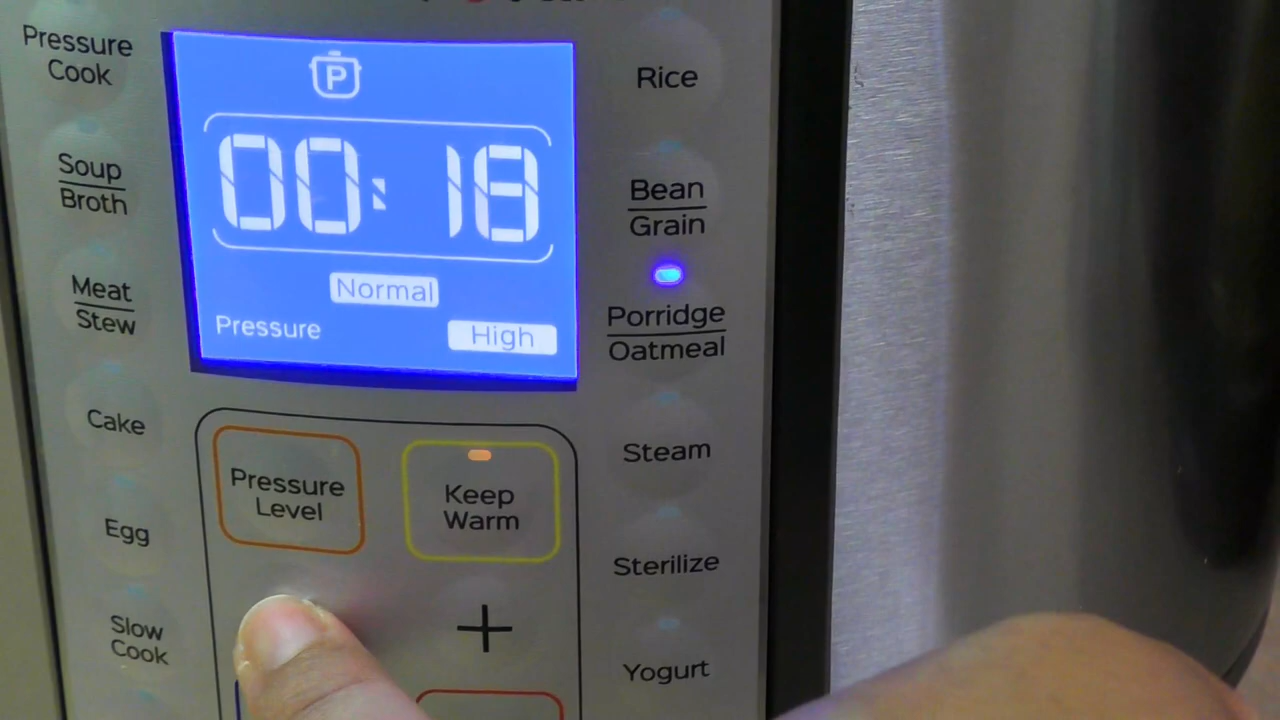 Pressure
Cook
Soup
Broth
Meat
Stew
Cake
Egg
Slow
Cook
P
00:18
Normal
Pressure High
Pressure
Level
Keep
Warm
+
Rice
Bean
Grain
Porridge
Oatmeal
Steam
Sterilize
Yogurt